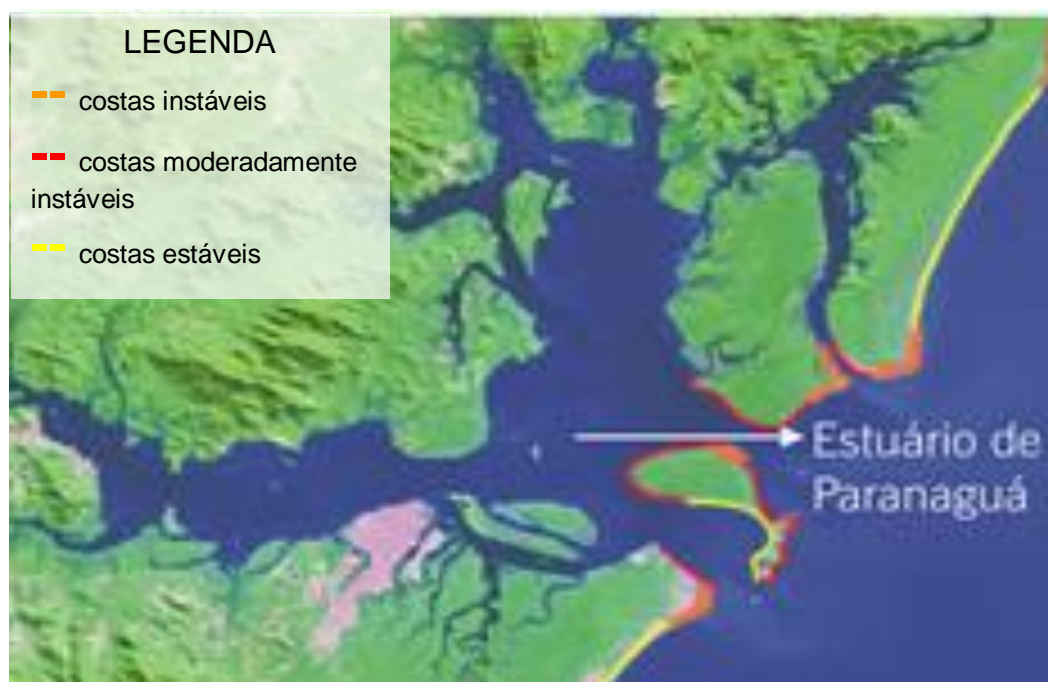 LEGENDA
costas instáveis
costas moderadamente
instáveis
costas estáveis
Estuário de
Paranaguá